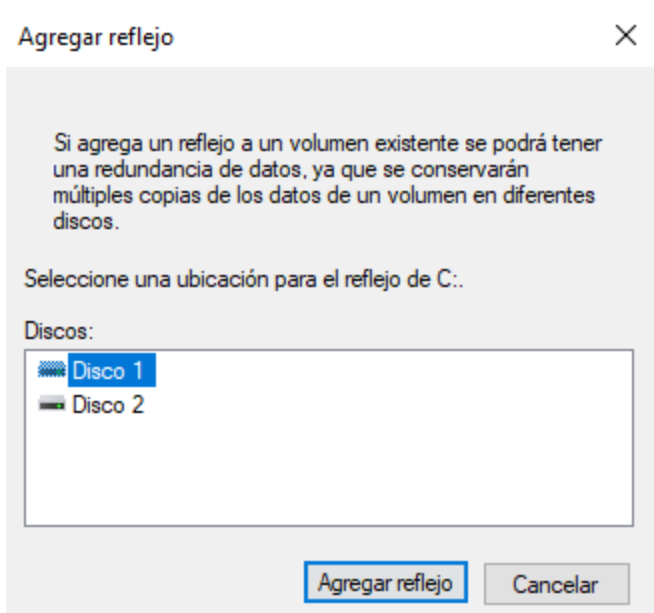 Agregar reflejo
Si agrega un reflejo a un volumen existente se podrá tener
una redundancia de datos, ya que se conservarán
múltiples copias de los datos de un volumen en diferentes
discos.
Seleccione una ubicación para el reflejo de C:.
Discos:
Disco 1
Disco 2
Agregar reflejo
Cancelar